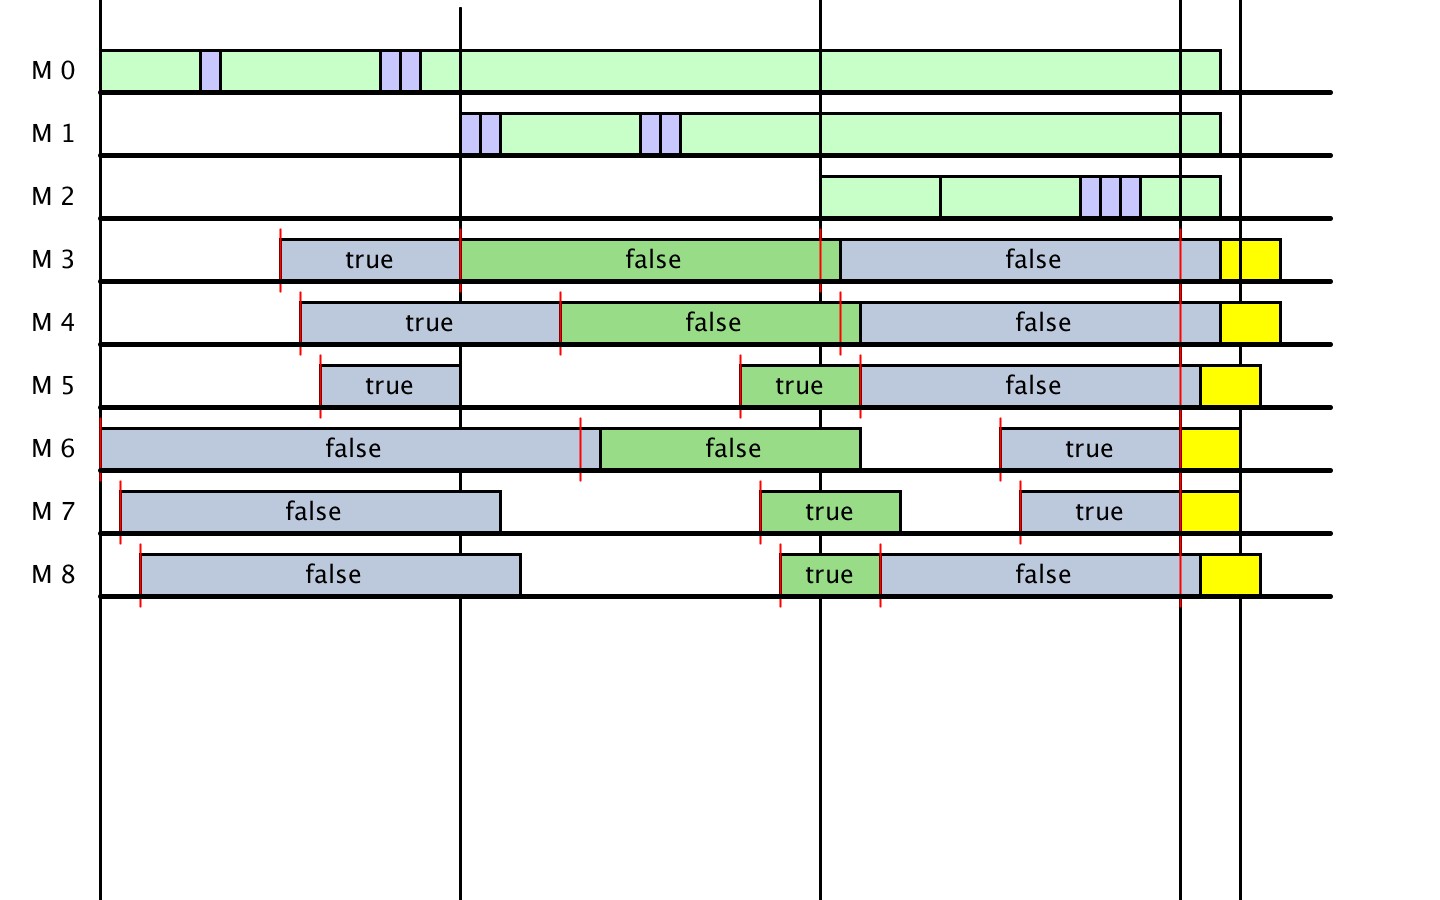 M 0
M 1
M 2
M 3 true false false
M 4 true false false
M 5 true true false
M 6 false false true
M 7 false true true
M 8 false true false